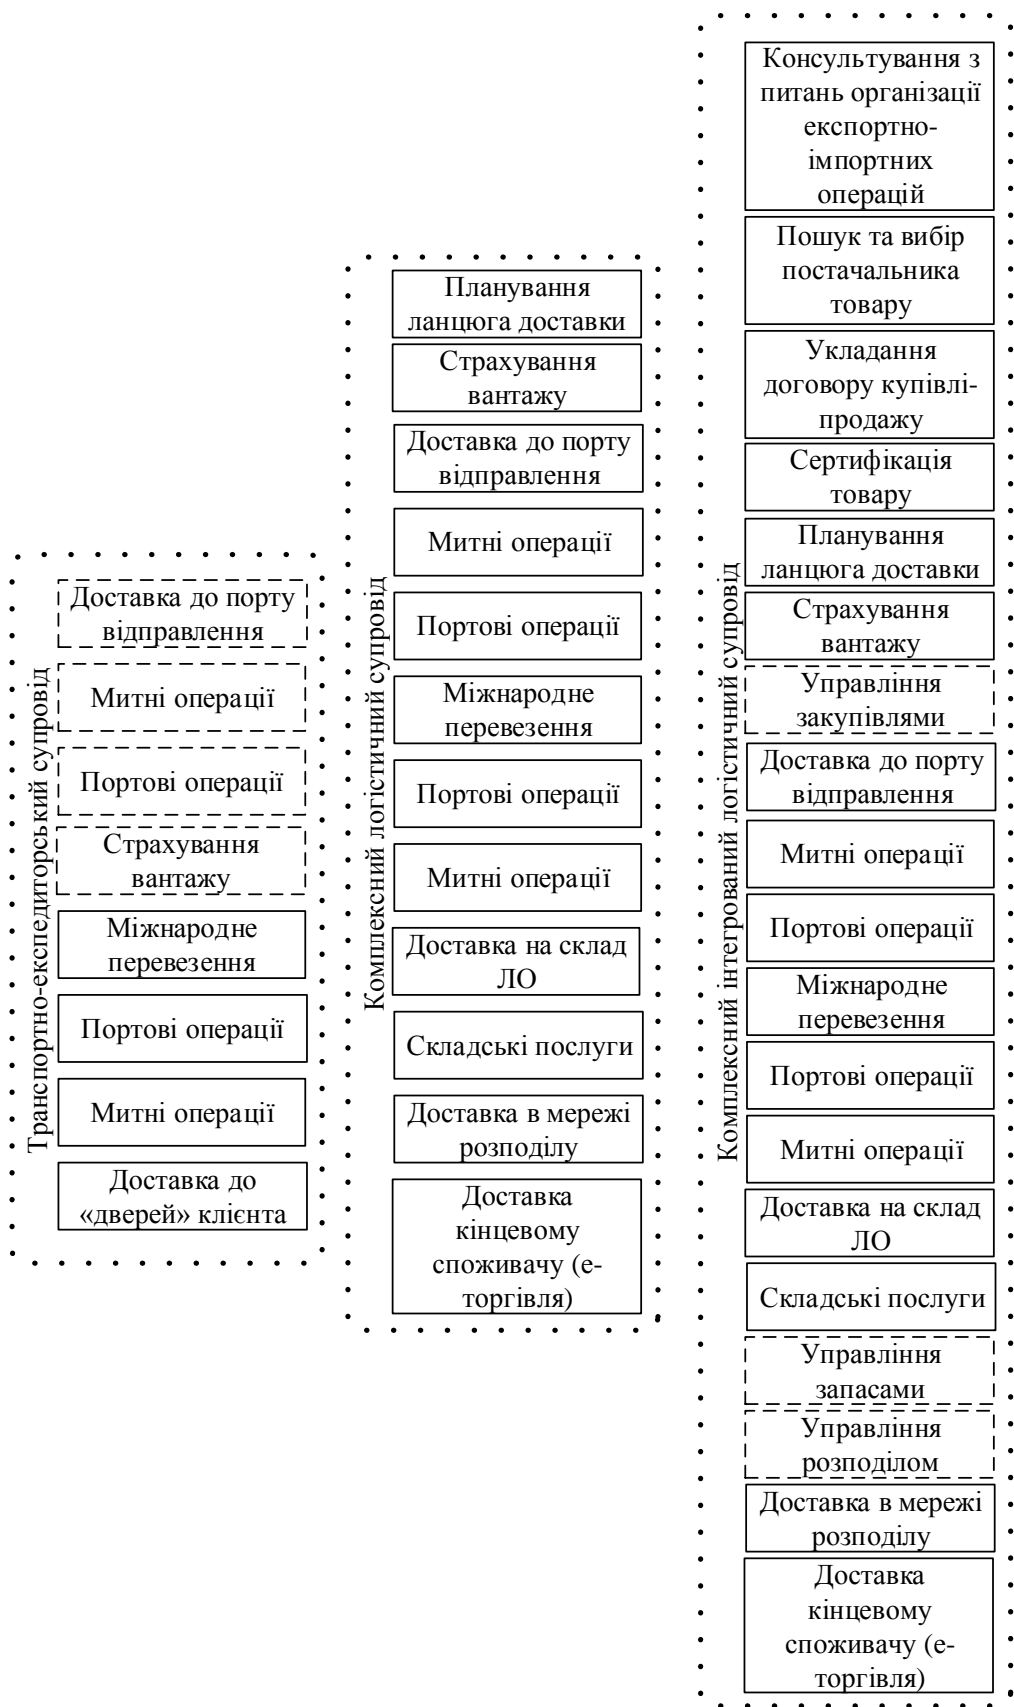 Транспортно-експедиторський супровід
Доставка до порту
відправлення
Митні операції
Портові операції
Страхування
вантажу
Міжнародне
перевезення
Портові операції
Митні операції
Доставка до
«дверей» клієнта
Комплексний логістичний супровід
Планування
ланцюга доставки
Страхування
вантажу
Доставка до порту
відправлення
Митні операції
Портові операції
Міжнародне
перевезення
Портові операції
Митні операції
Доставка на склад
ЛО
Складські послуги
Доставка в мережі
розподілу
Доставка
кінцевому
споживачу (е-
торгівля)
Комплексний інтегрований логістичний супровід
Консультування з
питань організації
експортно-
імпортних
операцій
Пошук та вибір
постачальника
товару
Укладання
договору купівлі-
продажу
Сертифікація
товару
Планування
ланцюга доставки
Страхування
вантажу
Управління
закупівлями
Доставка до порту
відправлення
Митні операції
Портові операції
Міжнародне
перевезення
Портові операції
Митні операції
Доставка на склад
ЛО
Складські послуги
Управління
запасами
Управління
розподілом
Доставка в мережі
розподілу
Доставка
кінцевому
споживачу (е-
торгівля)